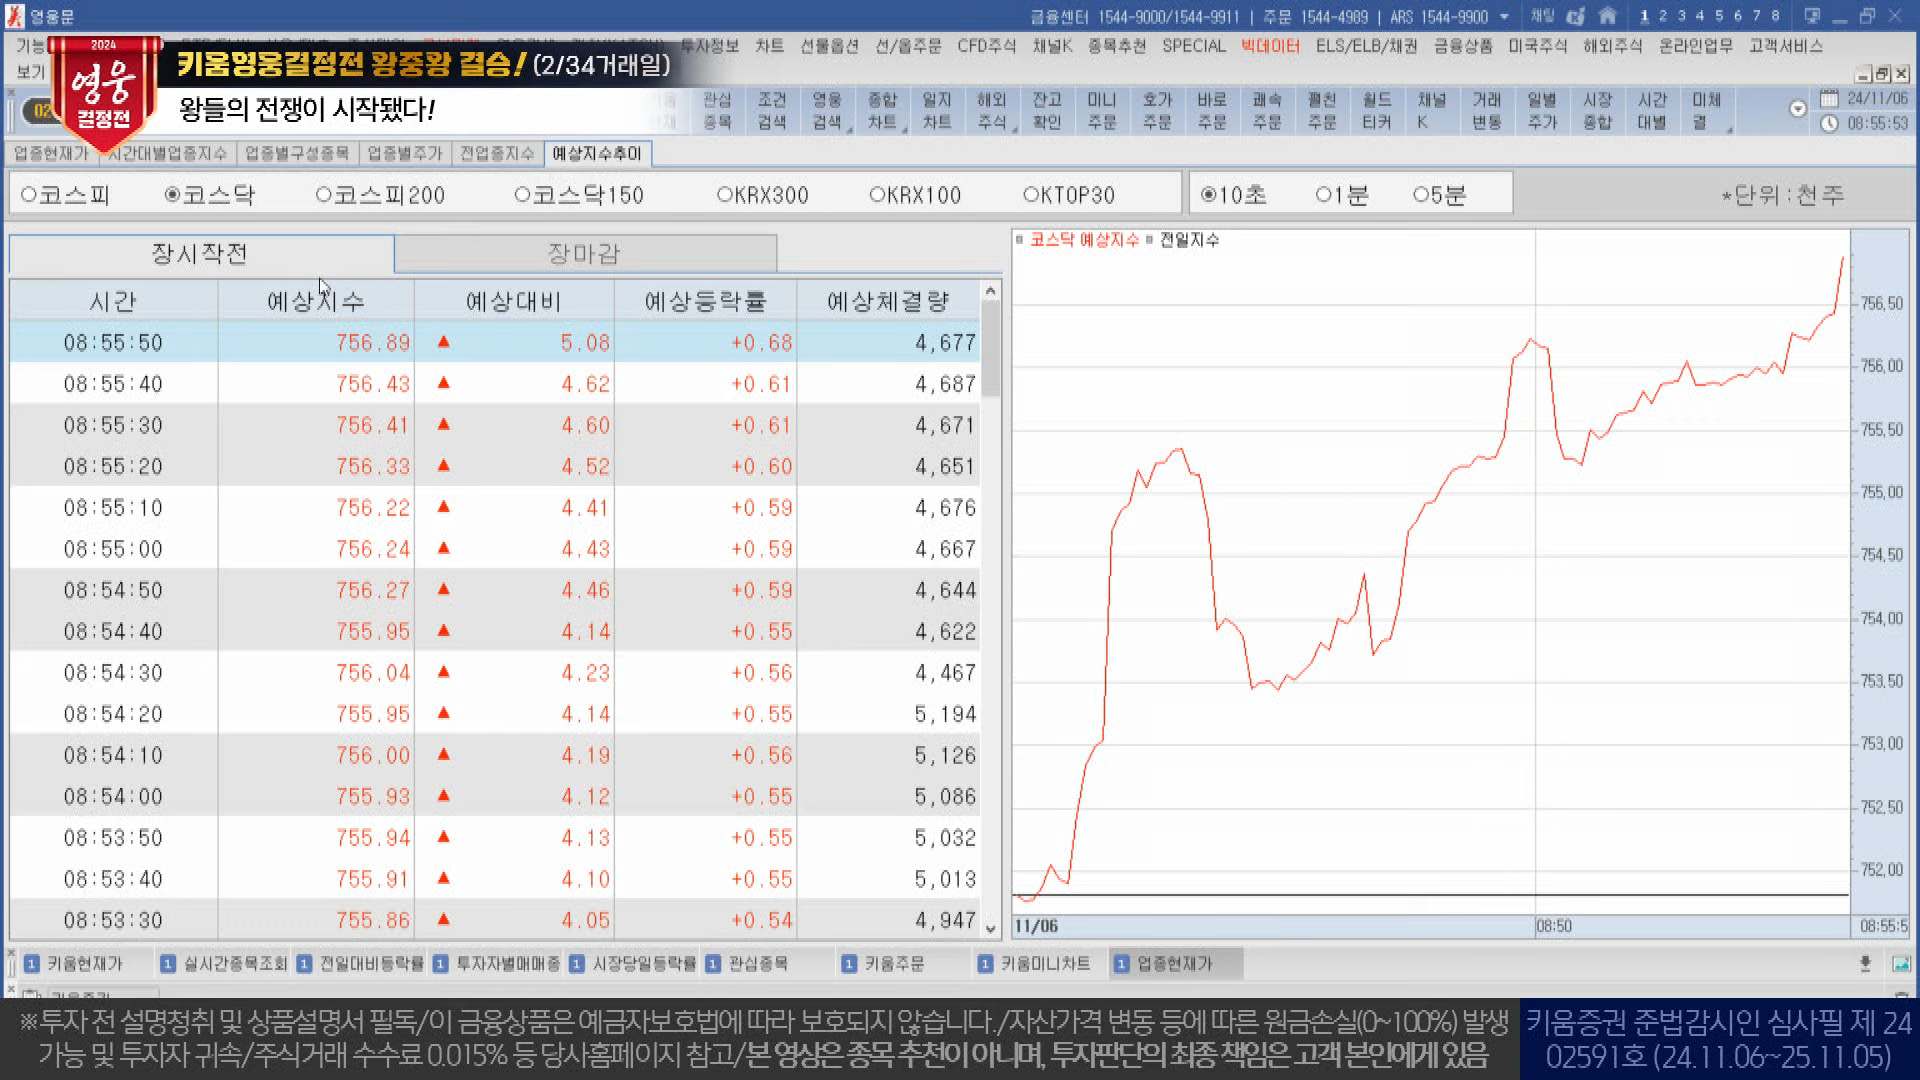 영웅문
금융센터 1544-9000/1544-9911 | 주문 1544-4989 | ARS 1544-9900 채팅 1 2 3 4 5 6 7 8
기능 투자정보 차트 선물옵션 선/옵주문 CFD주식 채널K 종목추천 SPECIAL 빅데이터 ELS/ELB/채권 금융상품 미국주식 해외주식 온라인업무 고객서비스
보기
2024
영웅
결정전
키움영웅결정전 왕중왕 결승! (2/34거래일)
왕들의 전쟁이 시작됐다!
02
관심 조건 영웅 종합 일지 해외 잔고 미니 호가 바로 쾌속 펼친 월드 채널 거래 일별 시장 시간 미체
종목 검색 검색 차트 차트 주식 확인 주문 주문 주문 주문 주문 티커 K 변동 주가 종합 대별 결
24/11/06
08:55:53
업종현재가 시간대별업종지수 업종별구성종목 업종별주가 전업종지수 예상지수추이
코스피 코스닥 코스피200 코스닥150 KRX300 KRX100 KTOP30 10초 1분 5분 *단위:천주
장시작전 장마감
시간 예상지수 예상대비 예상등락률 예상체결량
08:55:50 756.89 ▲ 5.08 +0.68 4,677
08:55:40 756.43 ▲ 4.62 +0.61 4,687
08:55:30 756.41 ▲ 4.60 +0.61 4,671
08:55:20 756.33 ▲ 4.52 +0.60 4,651
08:55:10 756.22 ▲ 4.41 +0.59 4,676
08:55:00 756.24 ▲ 4.43 +0.59 4,667
08:54:50 756.27 ▲ 4.46 +0.59 4,644
08:54:40 755.95 ▲ 4.14 +0.55 4,622
08:54:30 756.04 ▲ 4.23 +0.56 4,467
08:54:20 755.95 ▲ 4.14 +0.55 5,194
08:54:10 756.00 ▲ 4.19 +0.56 5,126
08:54:00 755.93 ▲ 4.12 +0.55 5,086
08:53:50 755.94 ▲ 4.13 +0.55 5,032
08:53:40 755.91 ▲ 4.10 +0.55 5,013
08:53:30 755.86 ▲ 4.05 +0.54 4,947
코스닥 예상지수 전일지수
756,50
756,00
755,50
755,00
754,50
754,00
753,50
753,00
752,50
752,00
11/06 08:50 08:55:5
1 키움현재가 1 실시간종목조회 1 전일대비등락률 1 투자자별매매종 1 시장당일등락률 1 관심종목 1 키움주문 1 키움미니차트 1 업종현재가
※투자 전 설명청취 및 상품설명서 필독/이 금융상품은 예금자보호법에 따라 보호되지 않습니다./자산가격 변동 등에 따른 원금손실(0~100%) 발생
가능 및 투자자 귀속/주식거래 수수료 0.015% 등 당사홈페이지 참고/본 영상은 종목 추천이 아니며, 투자판단의 최종 책임은 고객 본인에게 있음
키움증권 준법감시인 심사필 제 24
02591호 (24.11.06~25.11.05)